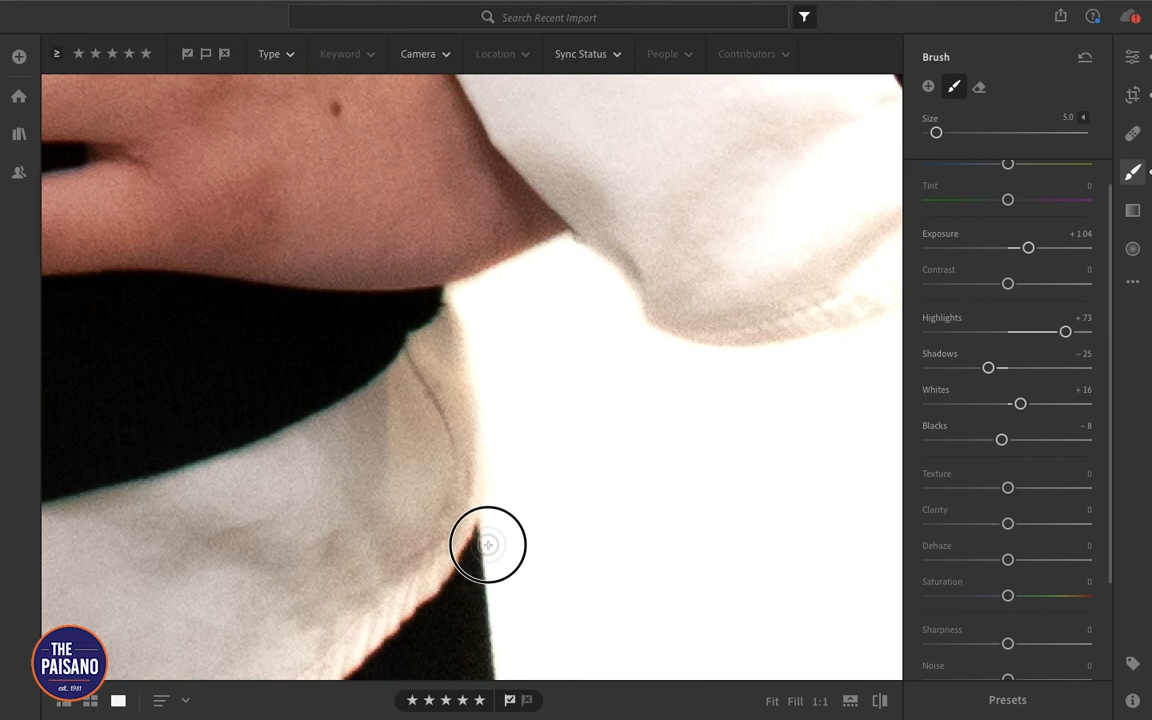 Search Recent Import
≥
Type
Keyword
Camera
Location
Sync Status
People
Contributors
Brush
Size 5.0
Tint 0
Exposure + 1.04
Contrast 0
Highlights + 73
Shadows - 25
Whites + 16
Blacks - 8
Texture 0
Clarity 0
Dehaze 0
Saturation 0
Sharpness 0
Noise
THE
PAISANO
est. 1981
Fit Fill 1:1
Presets